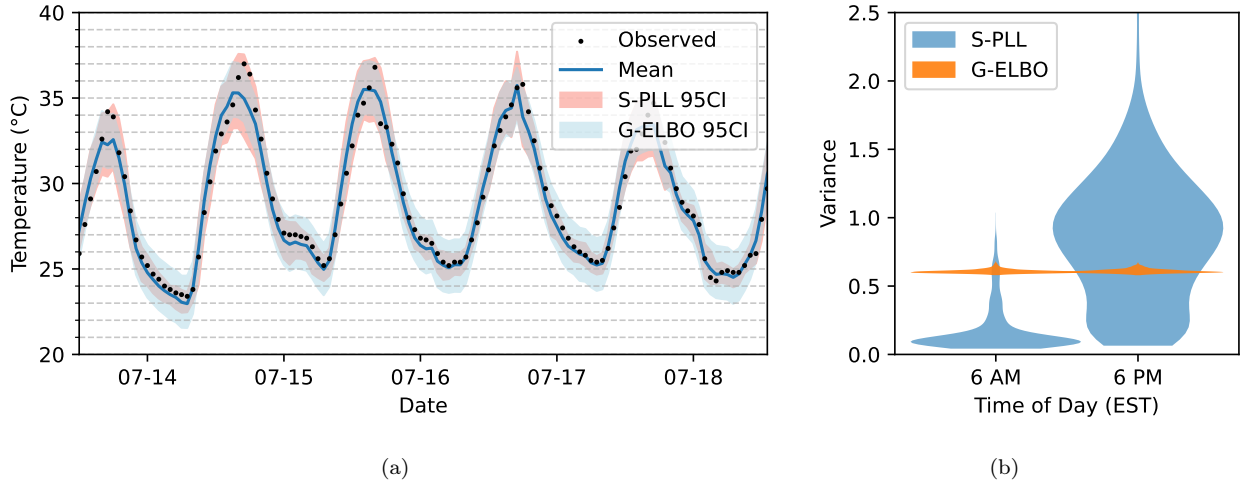 40
35
30
25
20
Temperature (°C)
07-14
07-15
07-16
07-17
07-18
Date
Observed
Mean
S-PLL 95CI
G-ELBO 95CI
(a)
2.5
2.0
1.5
1.0
0.5
0.0
Variance
S-PLL
G-ELBO
6 AM
6 PM
Time of Day (EST)
(b)